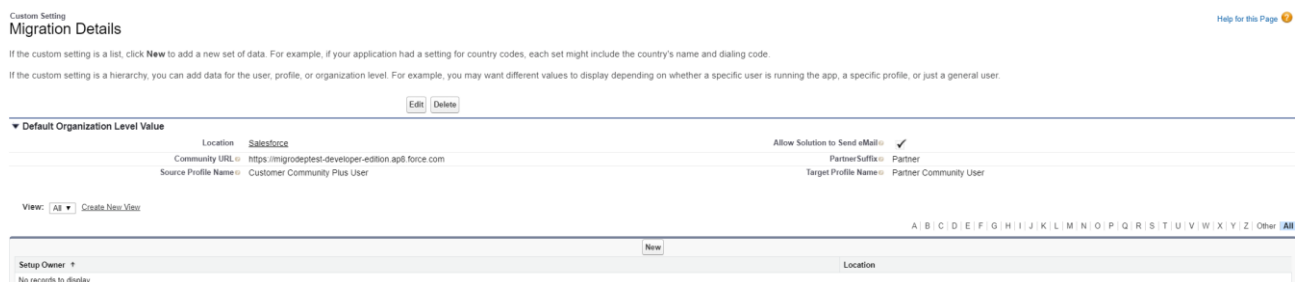 Custom Setting
Migration Details
Help for this Page
If the custom setting is a list, click New to add a new set of data. For example, if your application had a setting for country codes, each set might include the country's name and dialing code.
If the custom setting is a hierarchy, you can add data for the user, profile, or organization level. For example, you may want different values to display depending on whether a specific user is running the app, a specific profile, or just a general user.
Edit Delete
Default Organization Level Value
Location Salesforce Allow Solution to Send eMail
Community URL https://migrodeptest-developer-edition.ap8.force.com PartnerSuffix Partner
Source Profile Name Customer Community Plus User Target Profile Name Partner Community User
View: All Create New View
A | B | C | D | E | F | G | H | I | J | K | L | M | N | O | P | Q | R | S | T | U | V | W | X | Y | Z | Other All
New
Setup Owner ↑ Location
No records to display